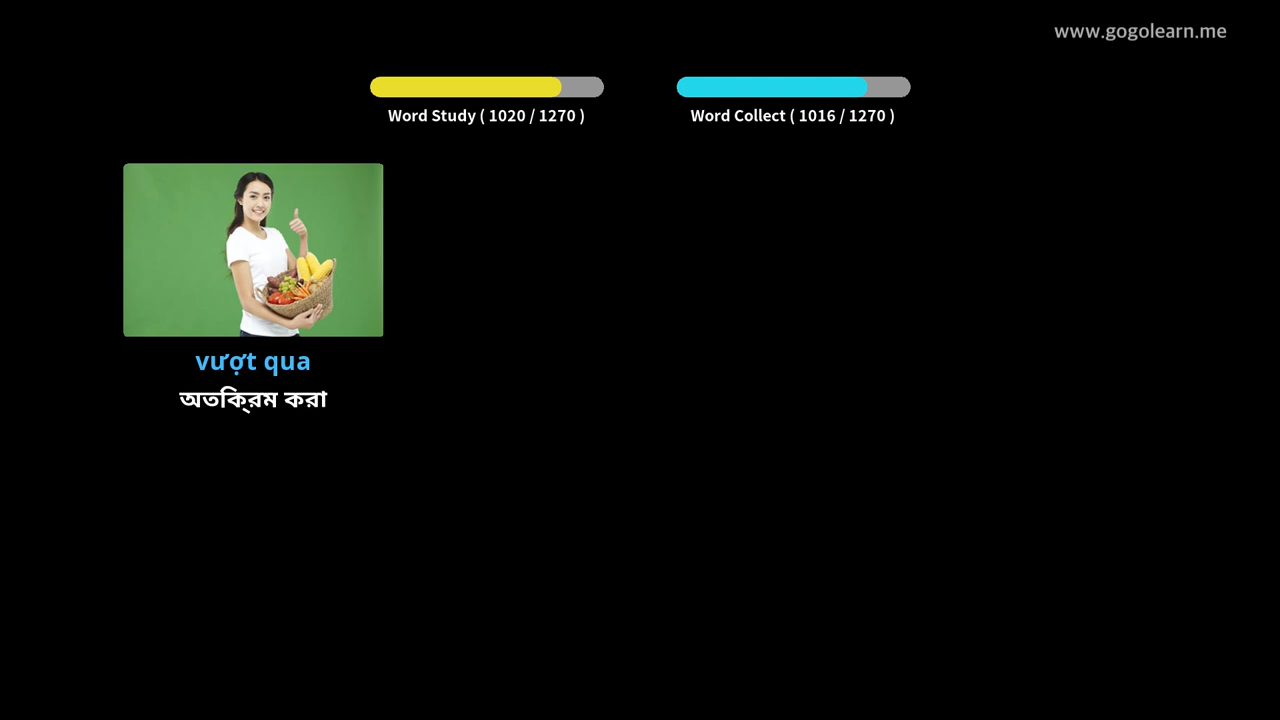 www.gogolearn.me
Word Study ( 1020 / 1270 )
Word Collect ( 1016 / 1270 )
vượt qua
অতিক্রম করা